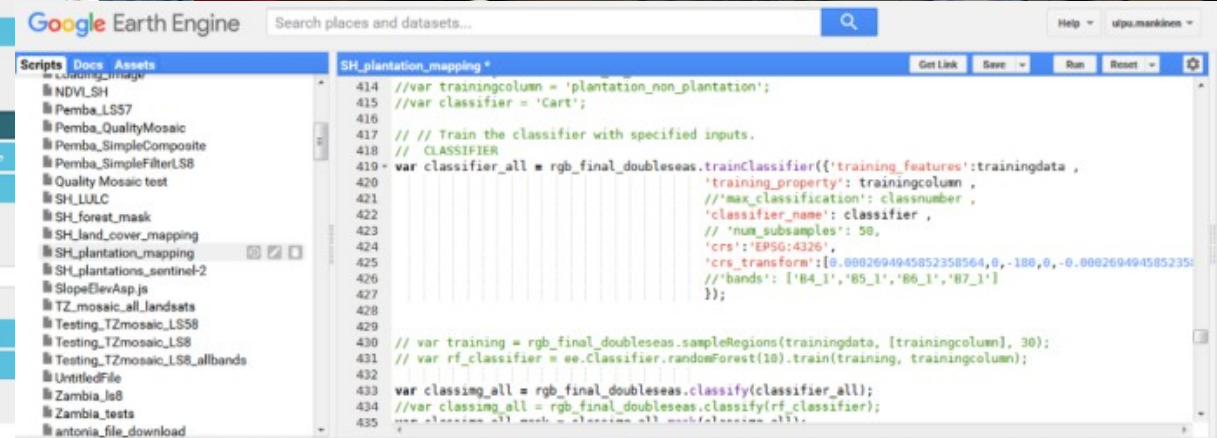 Google Earth Engine
Search places and datasets...
Help
ulpu.mankinen
Scripts Docs Assets
SH_plantation_mapping *
Get Link Save Run Reset
Loading_image
NDVI_SH
Pemba_LS57
Pemba_QualityMosaic
Pemba_SimpleComposite
Pemba_SimpleFilterLS8
Quality Mosaic test
SH_LULC
SH_forest_mask
SH_land_cover_mapping
SH_plantation_mapping
SH_plantations_sentinel-2
SlopeElevAsp.js
TZ_mosaic_all_landsats
Testing_TZmosaic_LS58
Testing_TZmosaic_LS8
Testing_TZmosaic_LS8_allbands
UntitledFile
Zambia_ls8
Zambia_tests
antonia_file_download
414 //var trainingcolumn = 'plantation_non_plantation';
415 //var classifier = 'Cart';
416
417 // // Train the classifier with specified inputs.
418 // CLASSIFIER
419 var classifier_all = rgb_final_doubleseas.trainClassifier({'training_features':trainingdata ,
420 'training_property': trainingcolumn ,
421 //'max_classification': classnumber ,
422 'classifier_name': classifier ,
423 // 'num_subsamples': 50,
424 'crs':'EPSG:4326',
425 'crs_transform':[0.0002694945852358564,0,-180,0,-0.000269494585235
426 //'bands': ['B4_1','B5_1','B6_1','B7_1']
427 });
428
429
430 // var training = rgb_final_doubleseas.sampleRegions(trainingdata, [trainingcolumn], 30);
431 // var rf_classifier = ee.Classifier.randomForest(10).train(training, trainingcolumn);
432
433 var classimg_all = rgb_final_doubleseas.classify(classifier_all);
434 //var classimg_all = rgb_final_doubleseas.classify(rf_classifier);
435